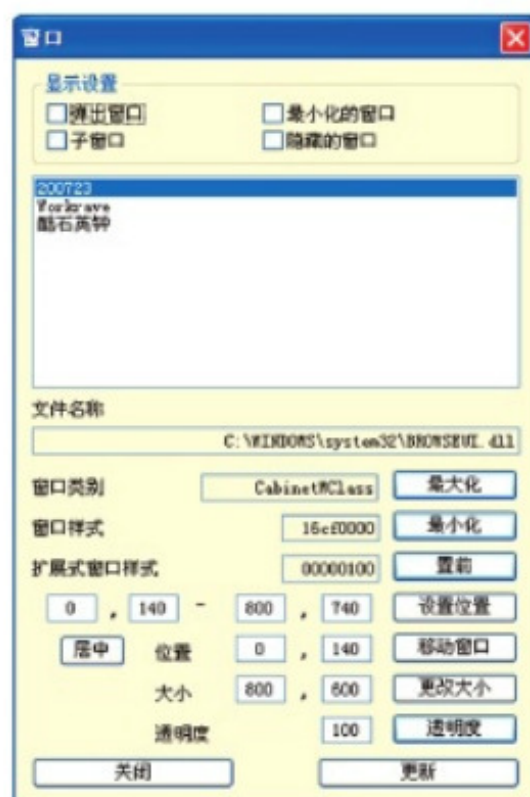 窗口
显示设置
弹出窗口 最小化的窗口
子窗口 隐藏的窗口
200723
Workrave
酷石英钟
文件名称
C:\WINDOWS\system32\BROWSEUI.dll
窗口类别 CabinetWClass 最大化
窗口样式 16cf0000 最小化
扩展式窗口样式 00000100 置前
0 , 140 - 800 , 740 设置位置
居中 位置 0 , 140 移动窗口
大小 800 , 600 更改大小
透明度 100 透明度
关闭 更新